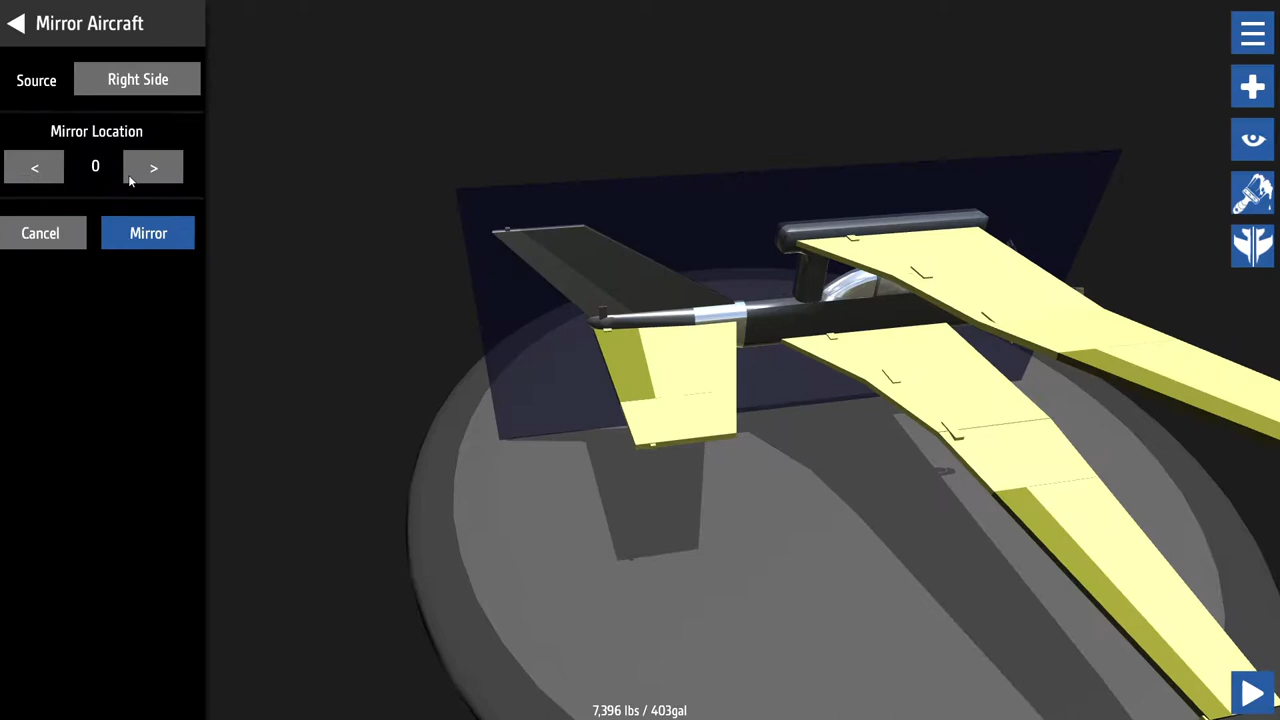 Mirror Aircraft
Source
Right Side
Mirror Location
<
0
>
Cancel
Mirror
7,396 lbs / 403gal